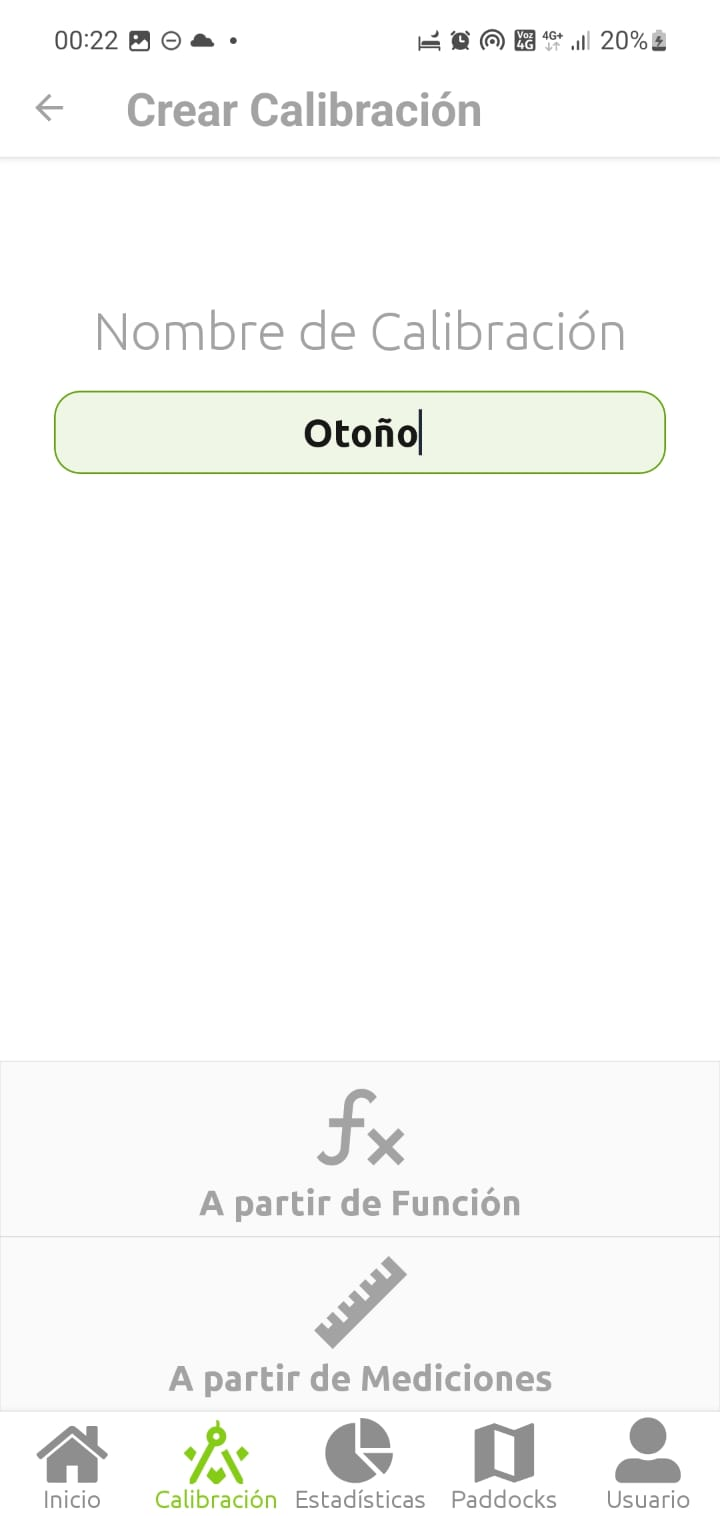 00:22
Voz 4G 4G+ 20%
Crear Calibración
Nombre de Calibración
Otoño
fx
A partir de Función
A partir de Mediciones
Inicio Calibración Estadísticas Paddocks Usuario